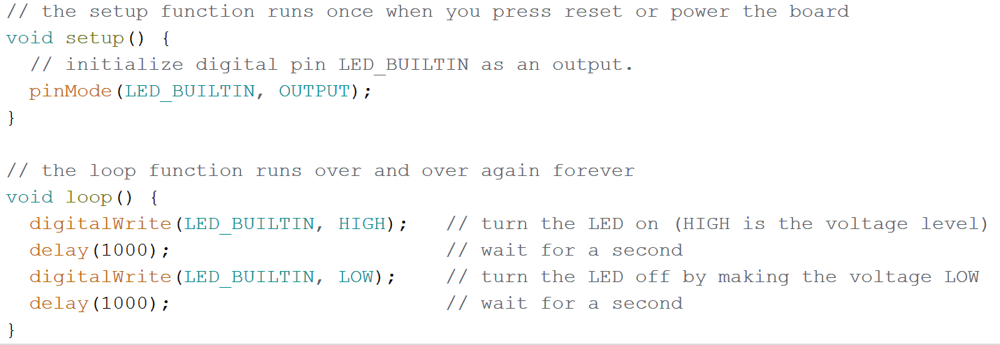 // the setup function runs once when you press reset or power the board
void setup() {
  // initialize digital pin LED_BUILTIN as an output.
  pinMode(LED_BUILTIN, OUTPUT);
}

// the loop function runs over and over again forever
void loop() {
  digitalWrite(LED_BUILTIN, HIGH);   // turn the LED on (HIGH is the voltage level)
  delay(1000);                       // wait for a second
  digitalWrite(LED_BUILTIN, LOW);    // turn the LED off by making the voltage LOW
  delay(1000);                       // wait for a second
}